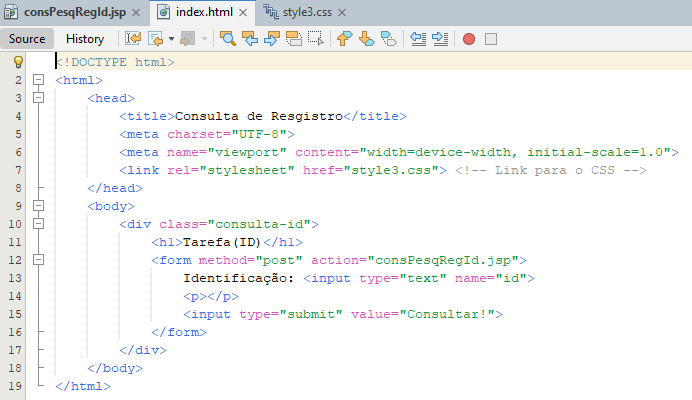 consPesqRegId.jsp index.html style3.css
Source History
1 <!DOCTYPE html>
2 <html>
3 <head>
4 <title>Consulta de Resgistro</title>
5 <meta charset="UTF-8">
6 <meta name="viewport" content="width=device-width, initial-scale=1.0">
7 <link rel="stylesheet" href="style3.css"> <!-- Link para o CSS -->
8 </head>
9 <body>
10 <div class="consulta-id">
11 <h1>Tarefa(ID)</h1>
12 <form method="post" action="consPesqRegId.jsp">
13 Identificação: <input type="text" name="id">
14 <p></p>
15 <input type="submit" value="Consultar!">
16 </form>
17 </div>
18 </body>
19 </html>